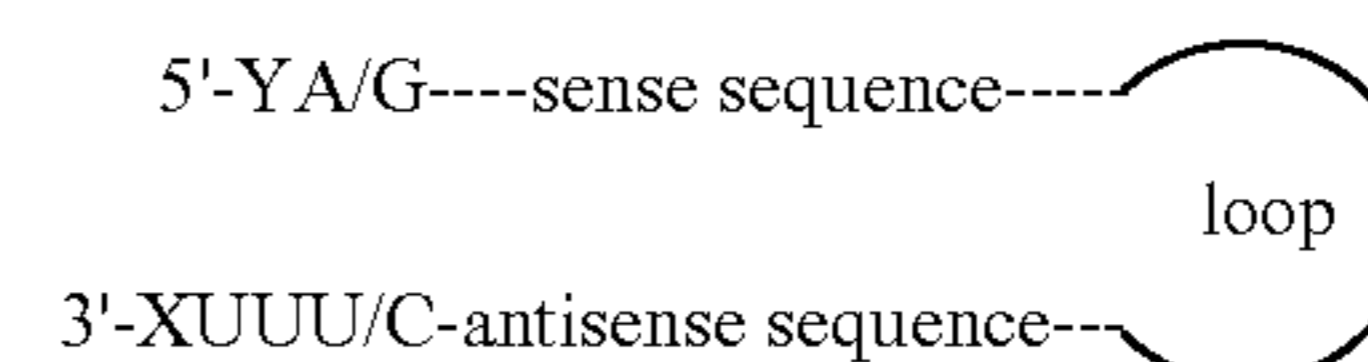 5'-YA/G----sense sequence-----
loop
3'-XUUU/C-antisense sequence---